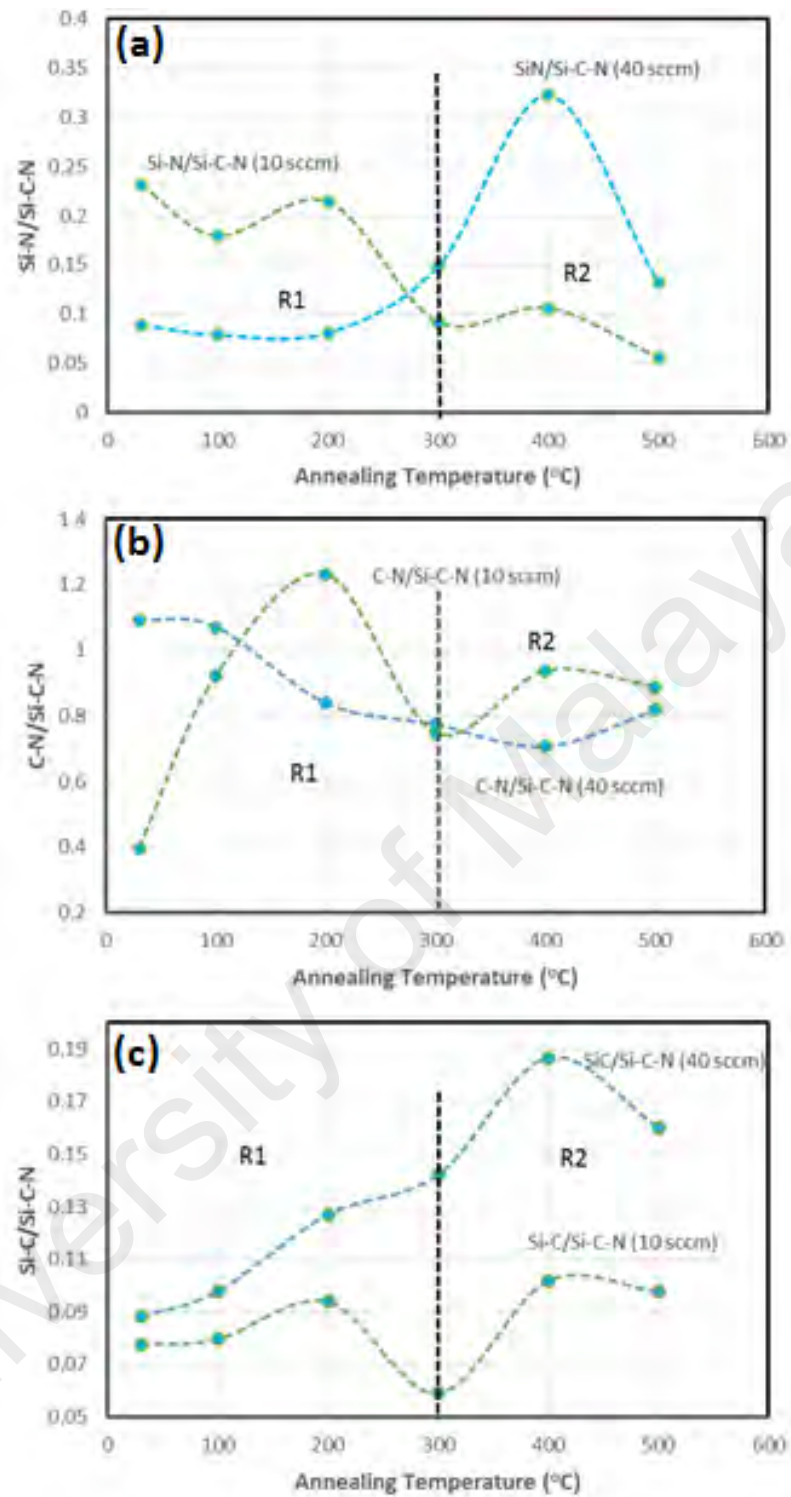 (a)
0.4
0.35
0.3
0.25
0.2
0.15
0.1
0.05
0
Si-N/Si-C-N
SiN/Si-C-N (40 sccm)
Si-N/Si-C-N (10 sccm)
R1
R2
0 100 200 300 400 500 600
Annealing Temperature (°C)
(b)
1.4
1.2
1
0.8
0.6
0.4
0.2
C-N/Si-C-N
C-N/Si-C-N (10 sccm)
R2
R1
C-N/Si-C-N (40 sccm)
0 100 200 300 400 500 600
Annealing Temperature (°C)
(c)
0.19
0.17
0.15
0.13
0.11
0.09
0.07
0.05
Si-C/Si-C-N
SiC/Si-C-N (40 sccm)
R1
R2
Si-C/Si-C-N (10 sccm)
0 100 200 300 400 500 600
Annealing Temperature (°C)
University of Malaya